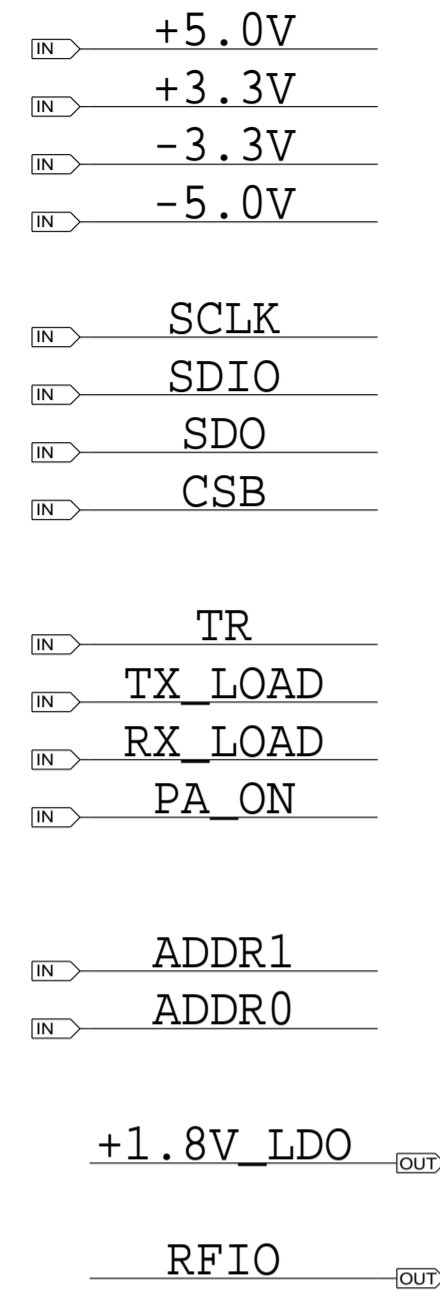 IN +5.0V
IN +3.3V
IN -3.3V
IN -5.0V
IN SCLK
IN SDIO
IN SDO
IN CSB
IN TR
IN TX_LOAD
IN RX_LOAD
IN PA_ON
IN ADDR1
IN ADDR0
+1.8V_LDO OUT
RFIO OUT